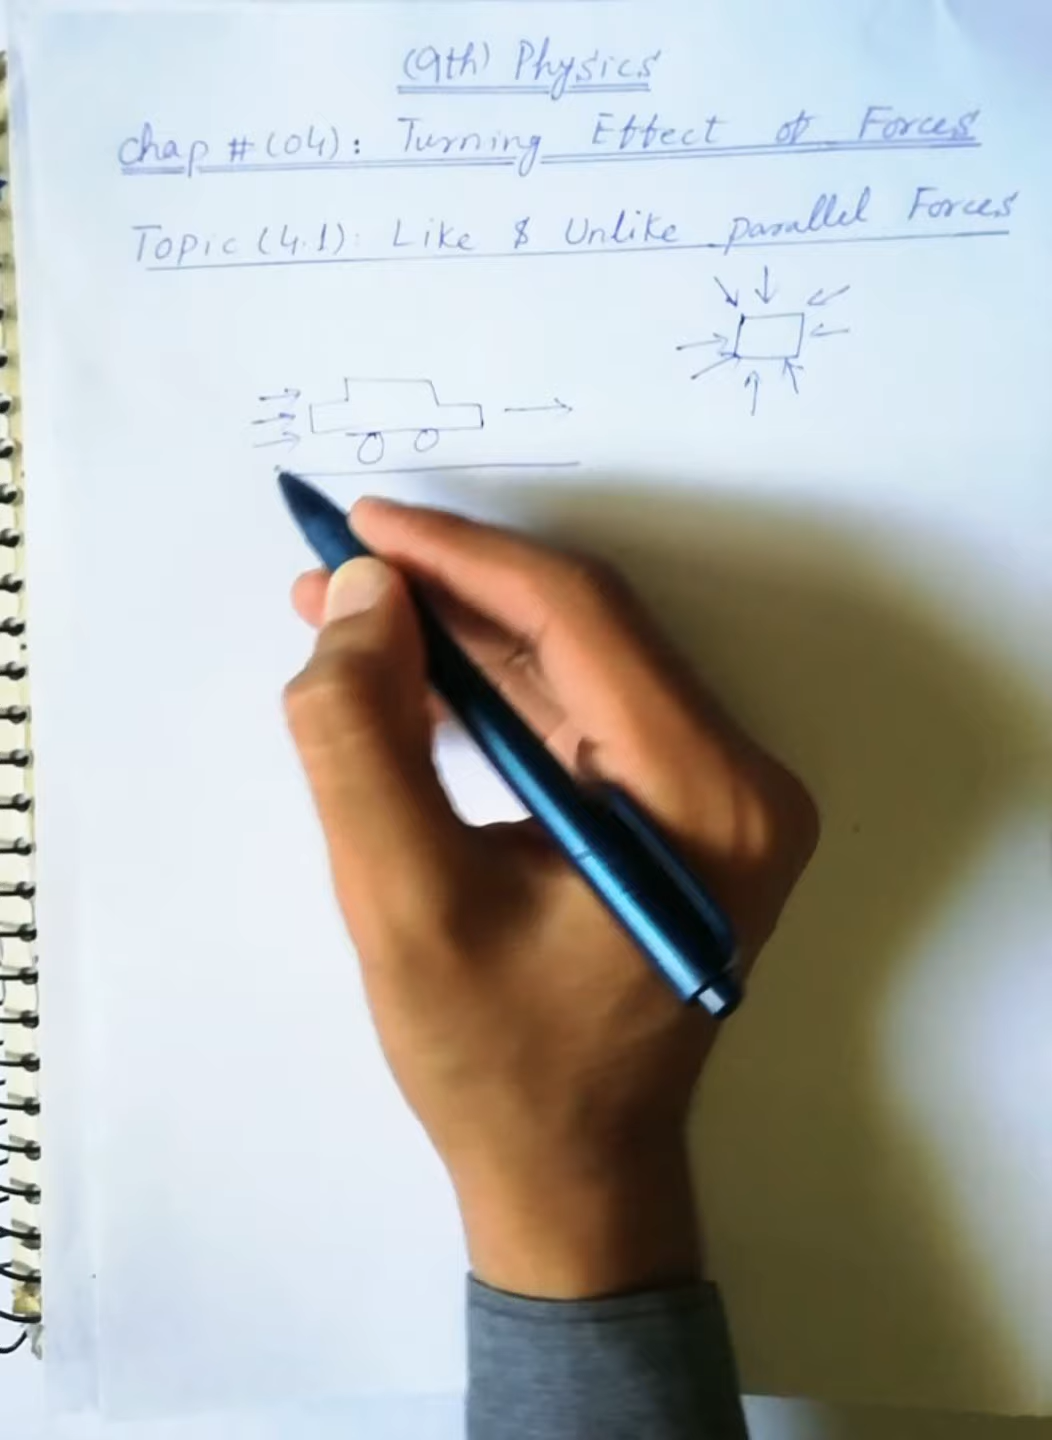 (9th) Physics
Chap # (04): Turning Effect of Forces
Topic (4.1): Like & Unlike parallel Forces